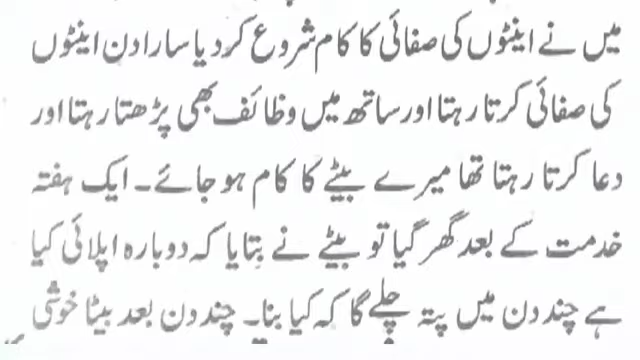 میں نے اینٹوں کی صفائی کا کام شروع کر دیا سارا دن اینٹوں
کی صفائی کرتا رہتا اور ساتھ میں وظائف بھی پڑھتا رہتا اور
دعا کرتا رہتا تھا میرے بیٹے کا کام ہو جائے۔ ایک ہفتہ
خدمت کے بعد گھر گیا تو بیٹے نے بتایا کہ دوبارہ اپلائی کیا
ہے چند دن میں پتہ چلے گا کہ کیا بنا۔ چند دن بعد بیٹا خوشی